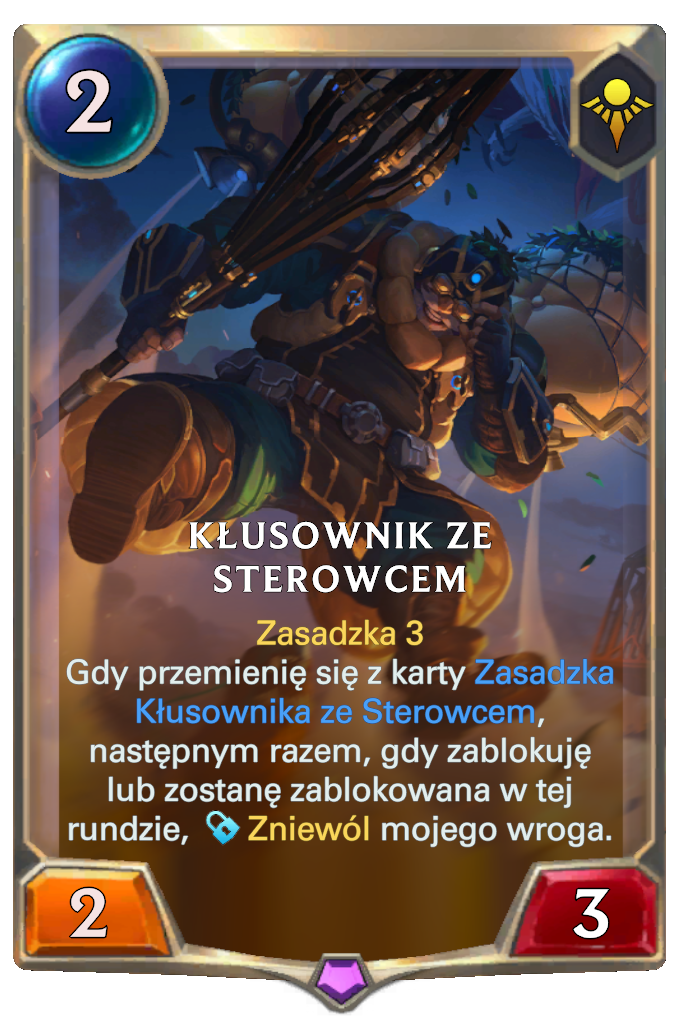 2
KŁUSOWNIK ZE
STEROWCEM
Zasadzka 3
Gdy przemienię się z karty Zasadzka
Kłusownika ze Sterowcem,
następnym razem, gdy zablokuję
lub zostanę zablokowana w tej
rundzie, Zniewól mojego wroga.
2
3